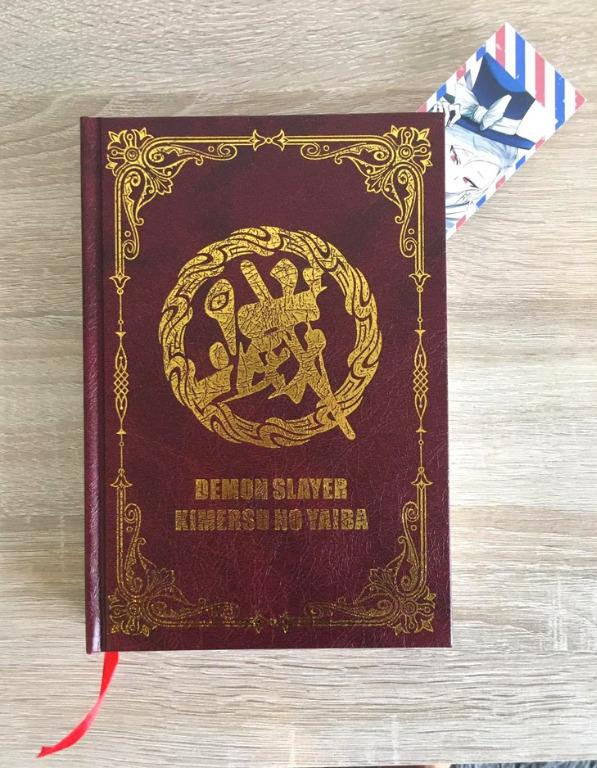 滅
DEMON SLAYER
KIMERSU NO YAIBA